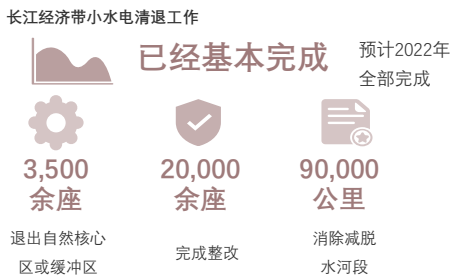 长江经济带小水电清退工作
已经基本完成
预计2022年
全部完成
3,500
余座
退出自然核心
区或缓冲区
20,000
余座
完成整改
90,000
公里
消除减脱
水河段